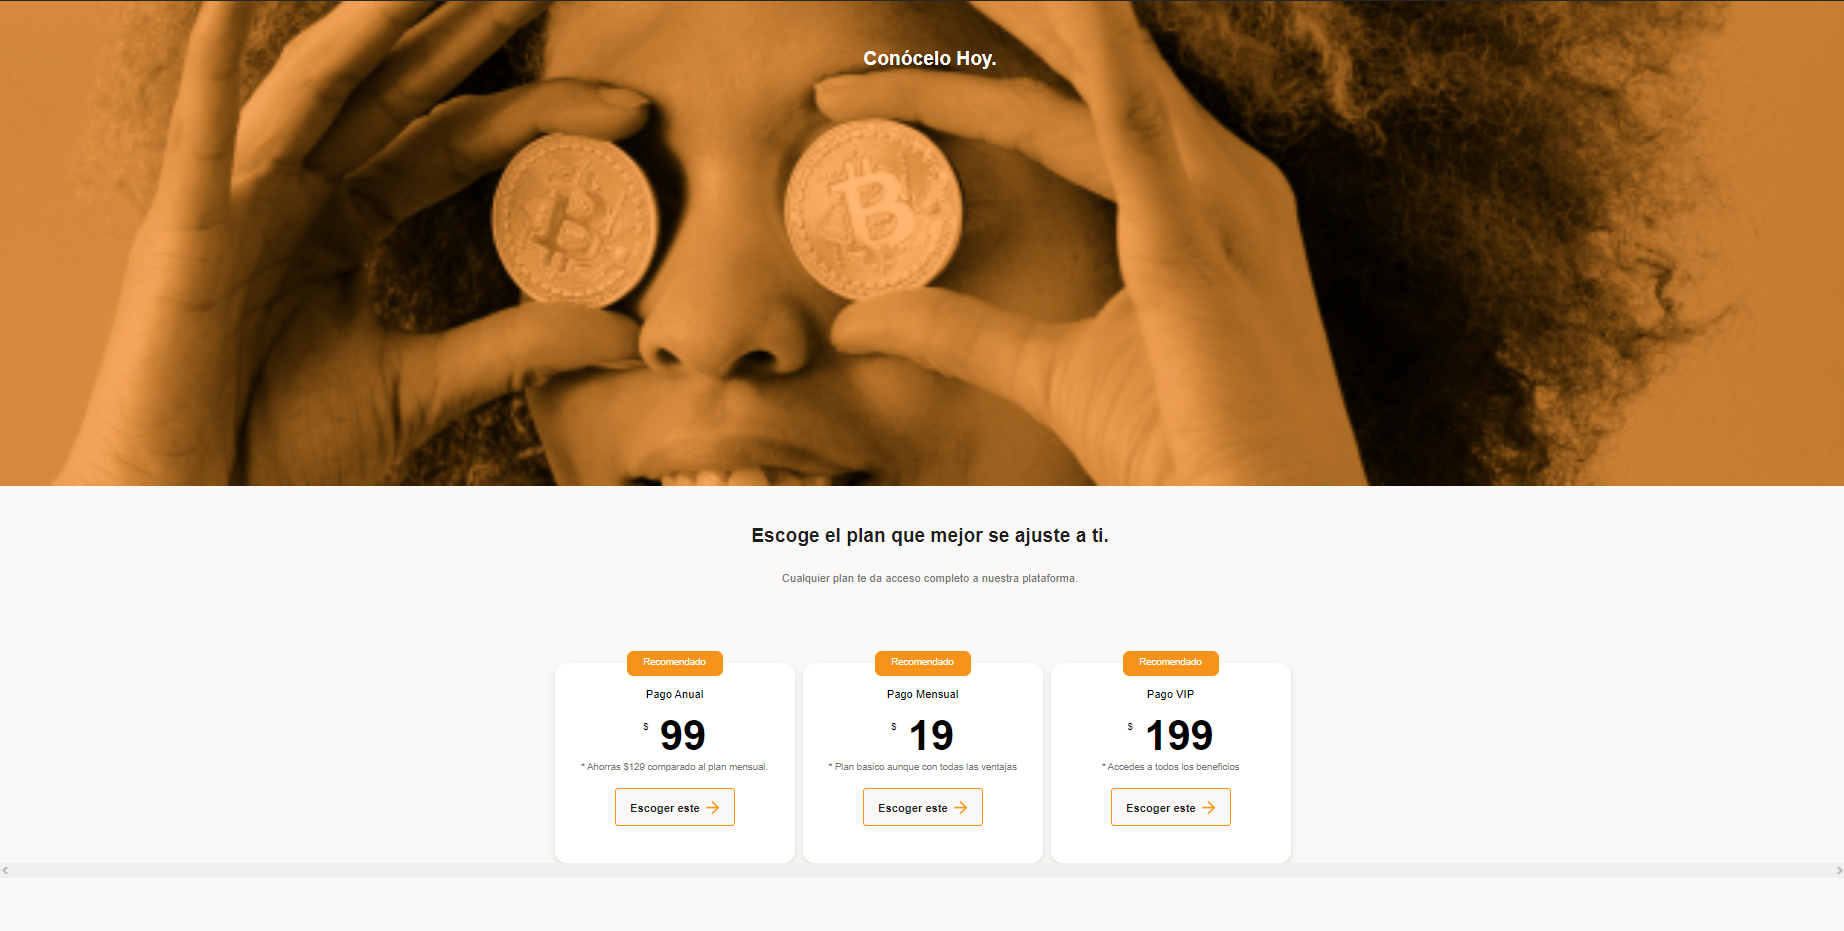 Conócelo Hoy.
Escoge el plan que mejor se ajuste a ti.
Cualquier plan te da acceso completo a nuestra plataforma.
Recomendado
Pago Anual
$ 99
* Ahorras $129 comparado al plan mensual.
Escoger este
Recomendado
Pago Mensual
$ 19
* Plan basico aunque con todas las ventajas
Escoger este
Recomendado
Pago VIP
$ 199
* Accedes a todos los beneficios
Escoger este